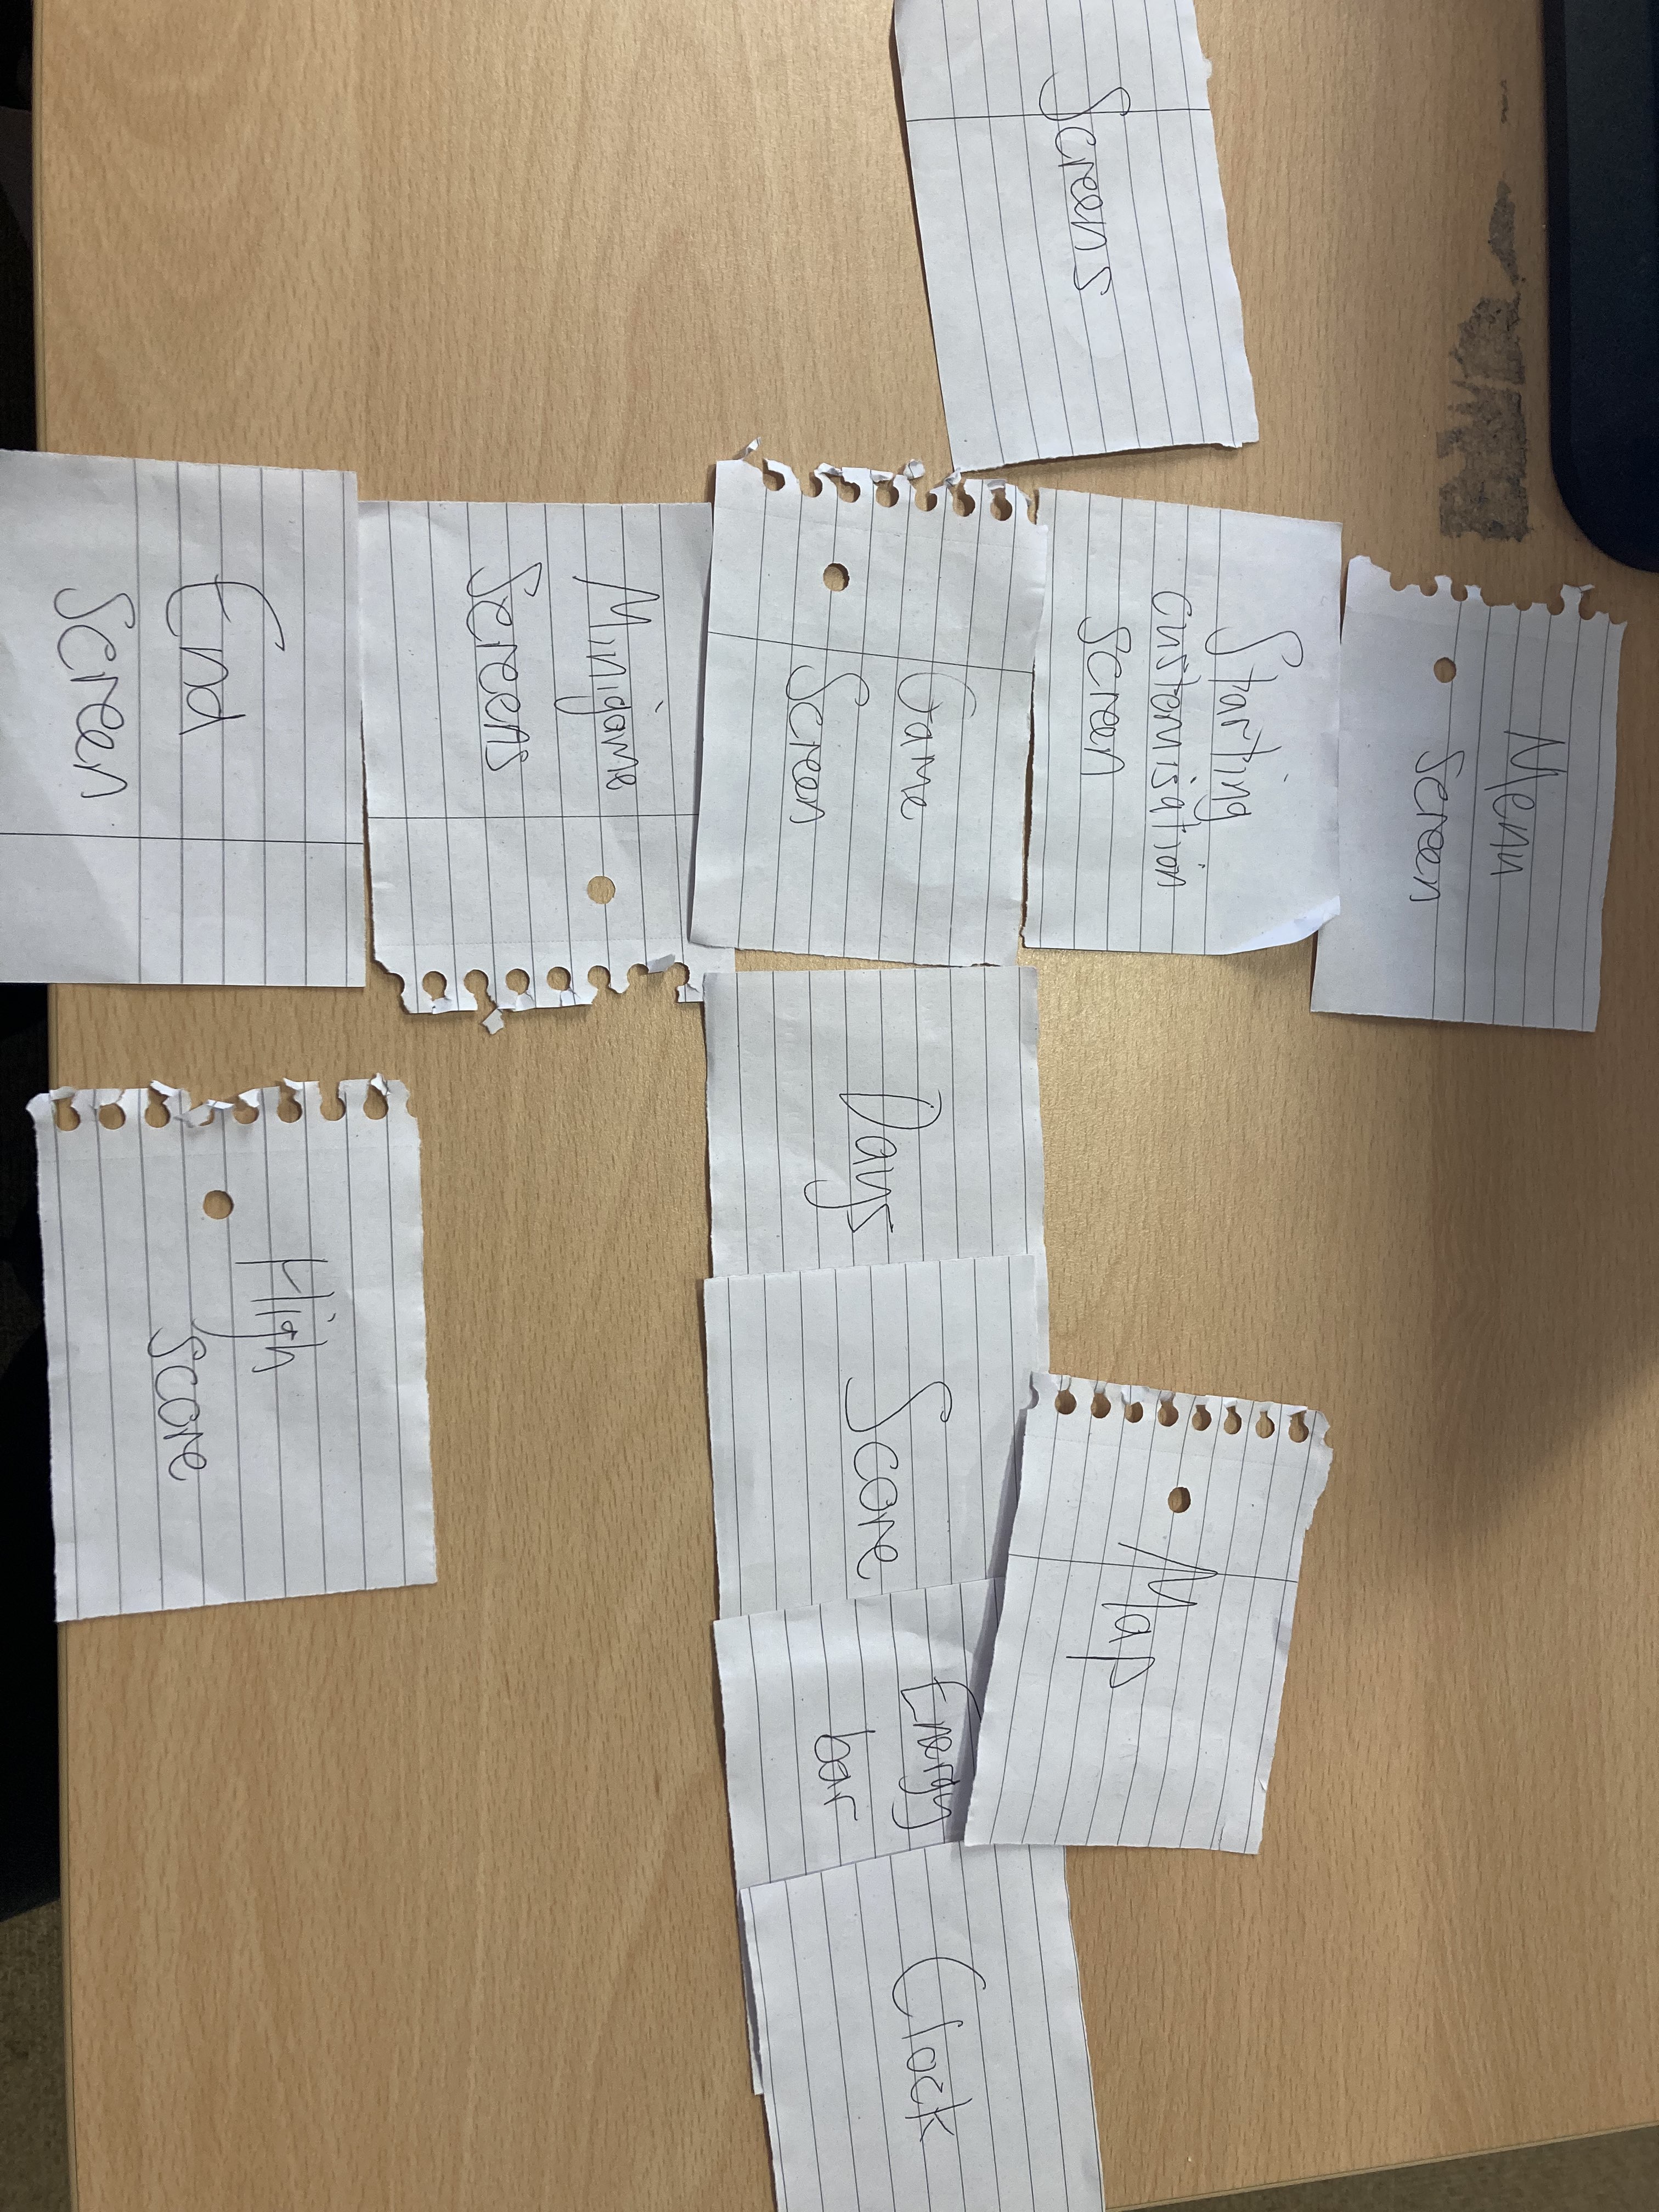 Menu
Screen
Starting
customisation
screen
Screens
Map
Game
Screen
Days
Score
Energy
bar
Clock
Minigame
Screens
End
Screen
High
score